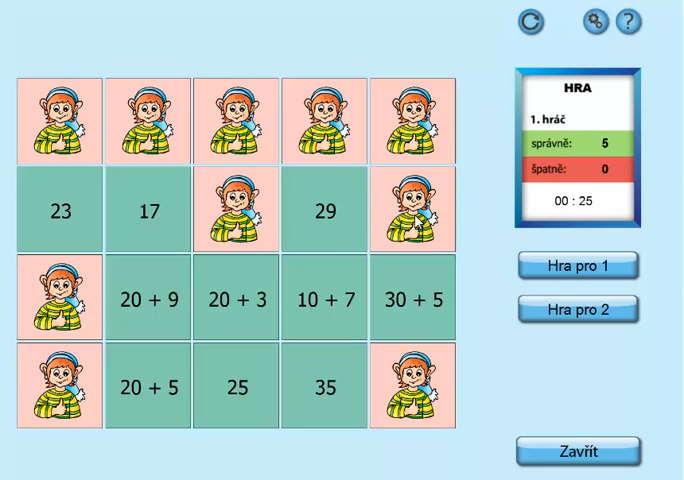 ?
HRA
1. hráč
správně: 5
špatně: 0
00 : 25
23 17 29
20 + 9 20 + 3 10 + 7 30 + 5
20 + 5 25 35
Hra pro 1
Hra pro 2
Zavřít